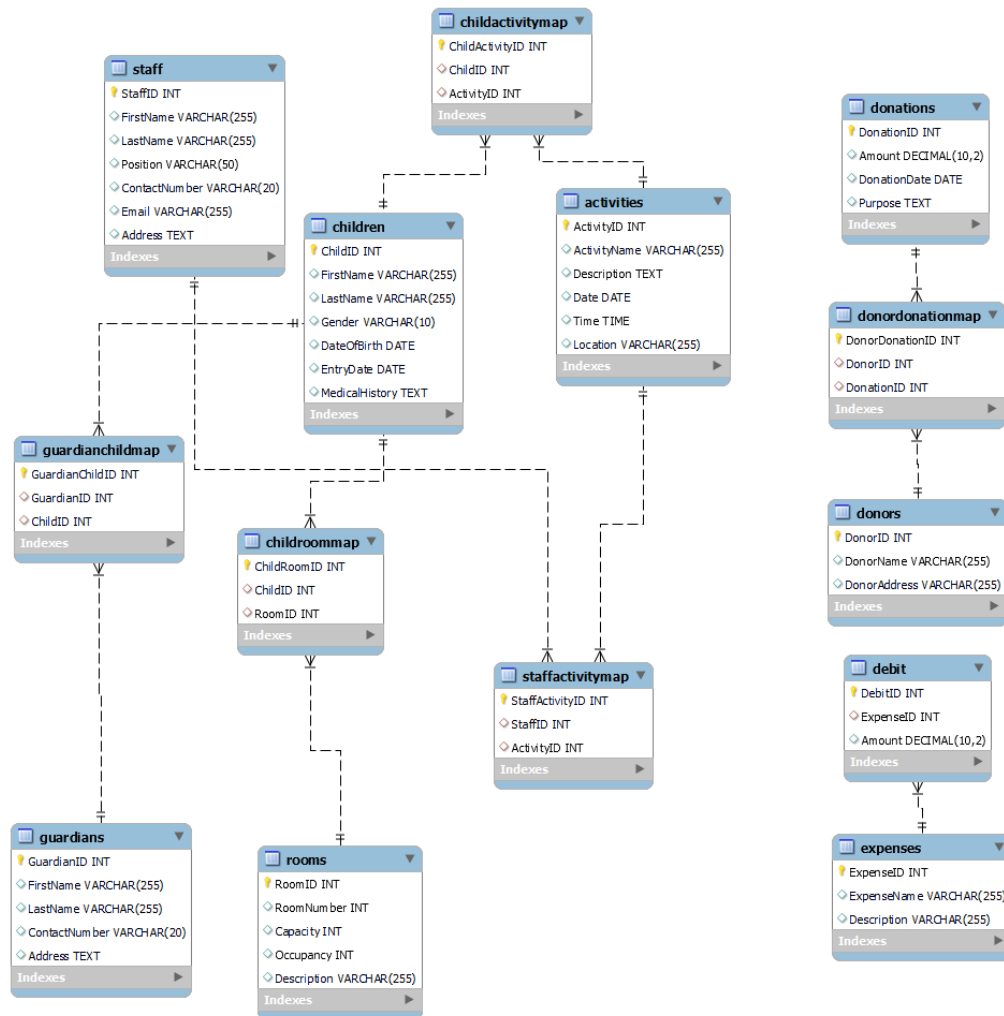 childactivitymap
ChildActivityID INT
ChildID INT
ActivityID INT
Indexes
staff
StaffID INT
FirstName VARCHAR(255)
LastName VARCHAR(255)
Position VARCHAR(50)
ContactNumber VARCHAR(20)
Email VARCHAR(255)
Address TEXT
Indexes
donations
DonationID INT
Amount DECIMAL(10,2)
DonationDate DATE
Purpose TEXT
Indexes
children
ChildID INT
FirstName VARCHAR(255)
LastName VARCHAR(255)
Gender VARCHAR(10)
DateOfBirth DATE
EntryDate DATE
MedicalHistory TEXT
Indexes
activities
ActivityID INT
ActivityName VARCHAR(255)
Description TEXT
Date DATE
Time TIME
Location VARCHAR(255)
Indexes
donordonationmap
DonorDonationID INT
DonorID INT
DonationID INT
Indexes
guardianchildmap
GuardianChildID INT
GuardianID INT
ChildID INT
Indexes
childroommap
ChildRoomID INT
ChildID INT
RoomID INT
Indexes
donors
DonorID INT
DonorName VARCHAR(255)
DonorAddress VARCHAR(255)
Indexes
staffactivitymap
StaffActivityID INT
StaffID INT
ActivityID INT
Indexes
debit
DebitID INT
ExpenseID INT
Amount DECIMAL(10,2)
Indexes
guardians
GuardianID INT
FirstName VARCHAR(255)
LastName VARCHAR(255)
ContactNumber VARCHAR(20)
Address TEXT
Indexes
rooms
RoomID INT
RoomNumber INT
Capacity INT
Occupancy INT
Description VARCHAR(255)
Indexes
expenses
ExpenseID INT
ExpenseName VARCHAR(255)
Description VARCHAR(255)
Indexes